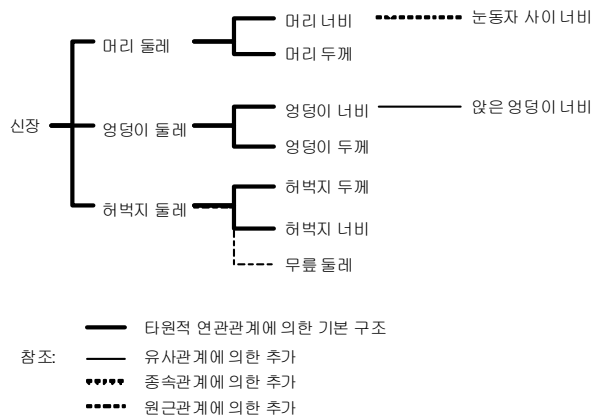 머리 너비 눈동자 사이 너비
머리 둘레
머리 두께
엉덩이 너비 앉은 엉덩이 너비
신장 엉덩이 둘레
엉덩이 두께
허벅지 두께
허벅지 둘레
허벅지 너비
무릎 둘레
타원적 연관관계에 의한 기본 구조
참조: 유사관계에 의한 추가
종속관계에 의한 추가
원근관계에 의한 추가